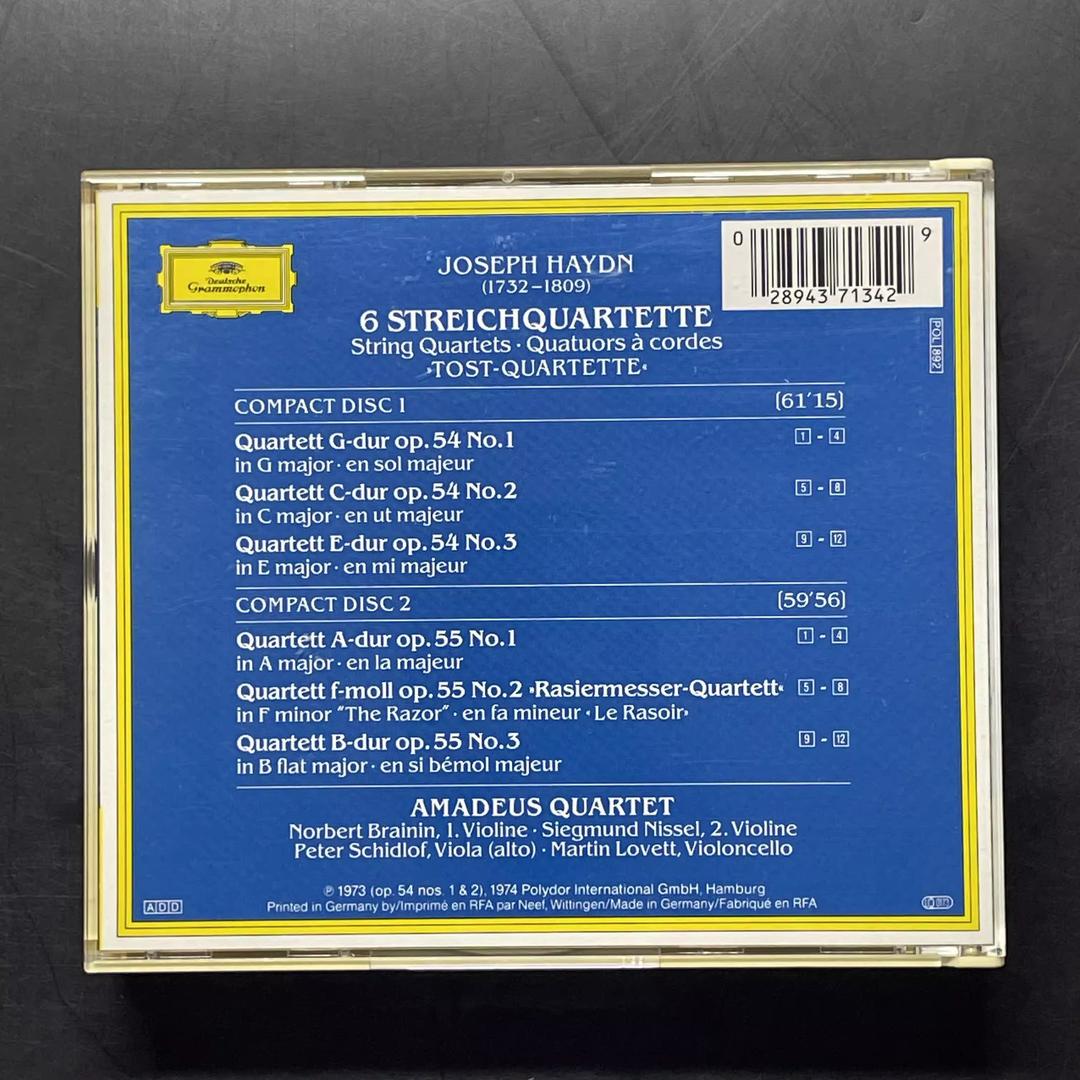 Deutsche
Grammophon
JOSEPH HAYDN
(1732–1809)
0 28943 71342 9
POL 892
6 STREICHQUARTETTE
String Quartets · Quatuors à cordes
›TOST-QUARTETTE‹
COMPACT DISC 1 (61'15)
Quartett G-dur op. 54 No. 1 1 - 4
in G major · en sol majeur
Quartett C-dur op. 54 No. 2 5 - 8
in C major · en ut majeur
Quartett E-dur op. 54 No. 3 9 - 12
in E major · en mi majeur
COMPACT DISC 2 (59'56)
Quartett A-dur op. 55 No. 1 1 - 4
in A major · en la majeur
Quartett f-moll op. 55 No. 2 ›Rasiermesser-Quartett‹ 5 - 8
in F minor "The Razor" · en fa mineur ‹Le Rasoir›
Quartett B-dur op. 55 No. 3 9 - 12
in B flat major · en si bémol majeur
AMADEUS QUARTET
Norbert Brainin, 1. Violine · Siegmund Nissel, 2. Violine
Peter Schidlof, Viola (alto) · Martin Lovett, Violoncello
℗ 1973 (op. 54 nos. 1 & 2), 1974 Polydor International GmbH, Hamburg
Printed in Germany by/Imprimé en RFA par Neef, Wittingen/Made in Germany/Fabriqué en RFA
ADD